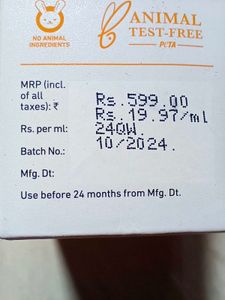 NO ANIMAL
INGREDIENTS
ANIMAL
TEST-FREE
PETA
MRP (incl.
of all
taxes): ₹ Rs.599.00
Rs. per ml: Rs.19.97/ml
Batch No.: 240W.
Mfg. Dt: 10/2024.
Use before 24 months from Mfg. Dt.